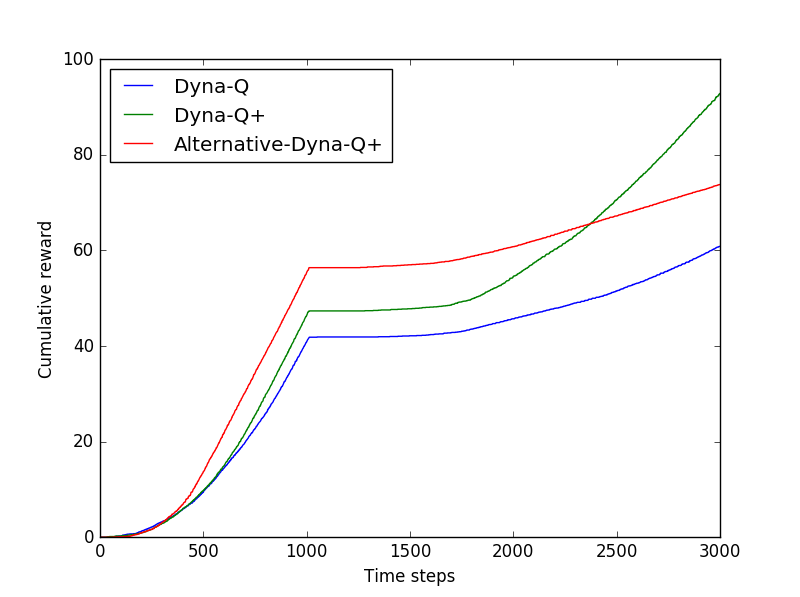 100
80
60
40
20
0
Cumulative reward
Dyna-Q
Dyna-Q+
Alternative-Dyna-Q+
0 500 1000 1500 2000 2500 3000
Time steps